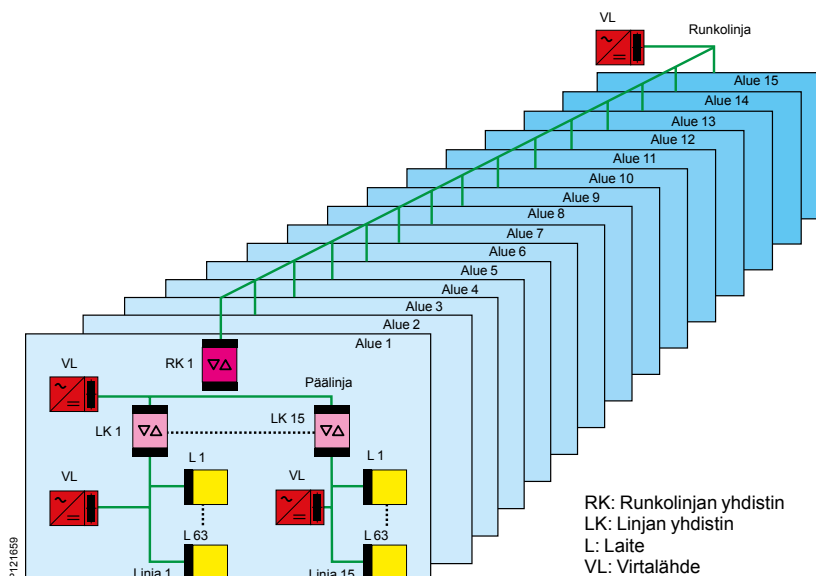 VL
Runkolinja
Alue 15
Alue 14
Alue 13
Alue 12
Alue 11
Alue 10
Alue 9
Alue 8
Alue 7
Alue 6
Alue 5
Alue 4
Alue 3
Alue 2
Alue 1
RK 1
VL
Päälinja
LK 1
LK 15
L 1
L 1
VL
VL
L 63
L 63
Linja 1
Linja 15
P121659
RK: Runkolinjan yhdistin
LK: Linjan yhdistin
L: Laite
VL: Virtalähde